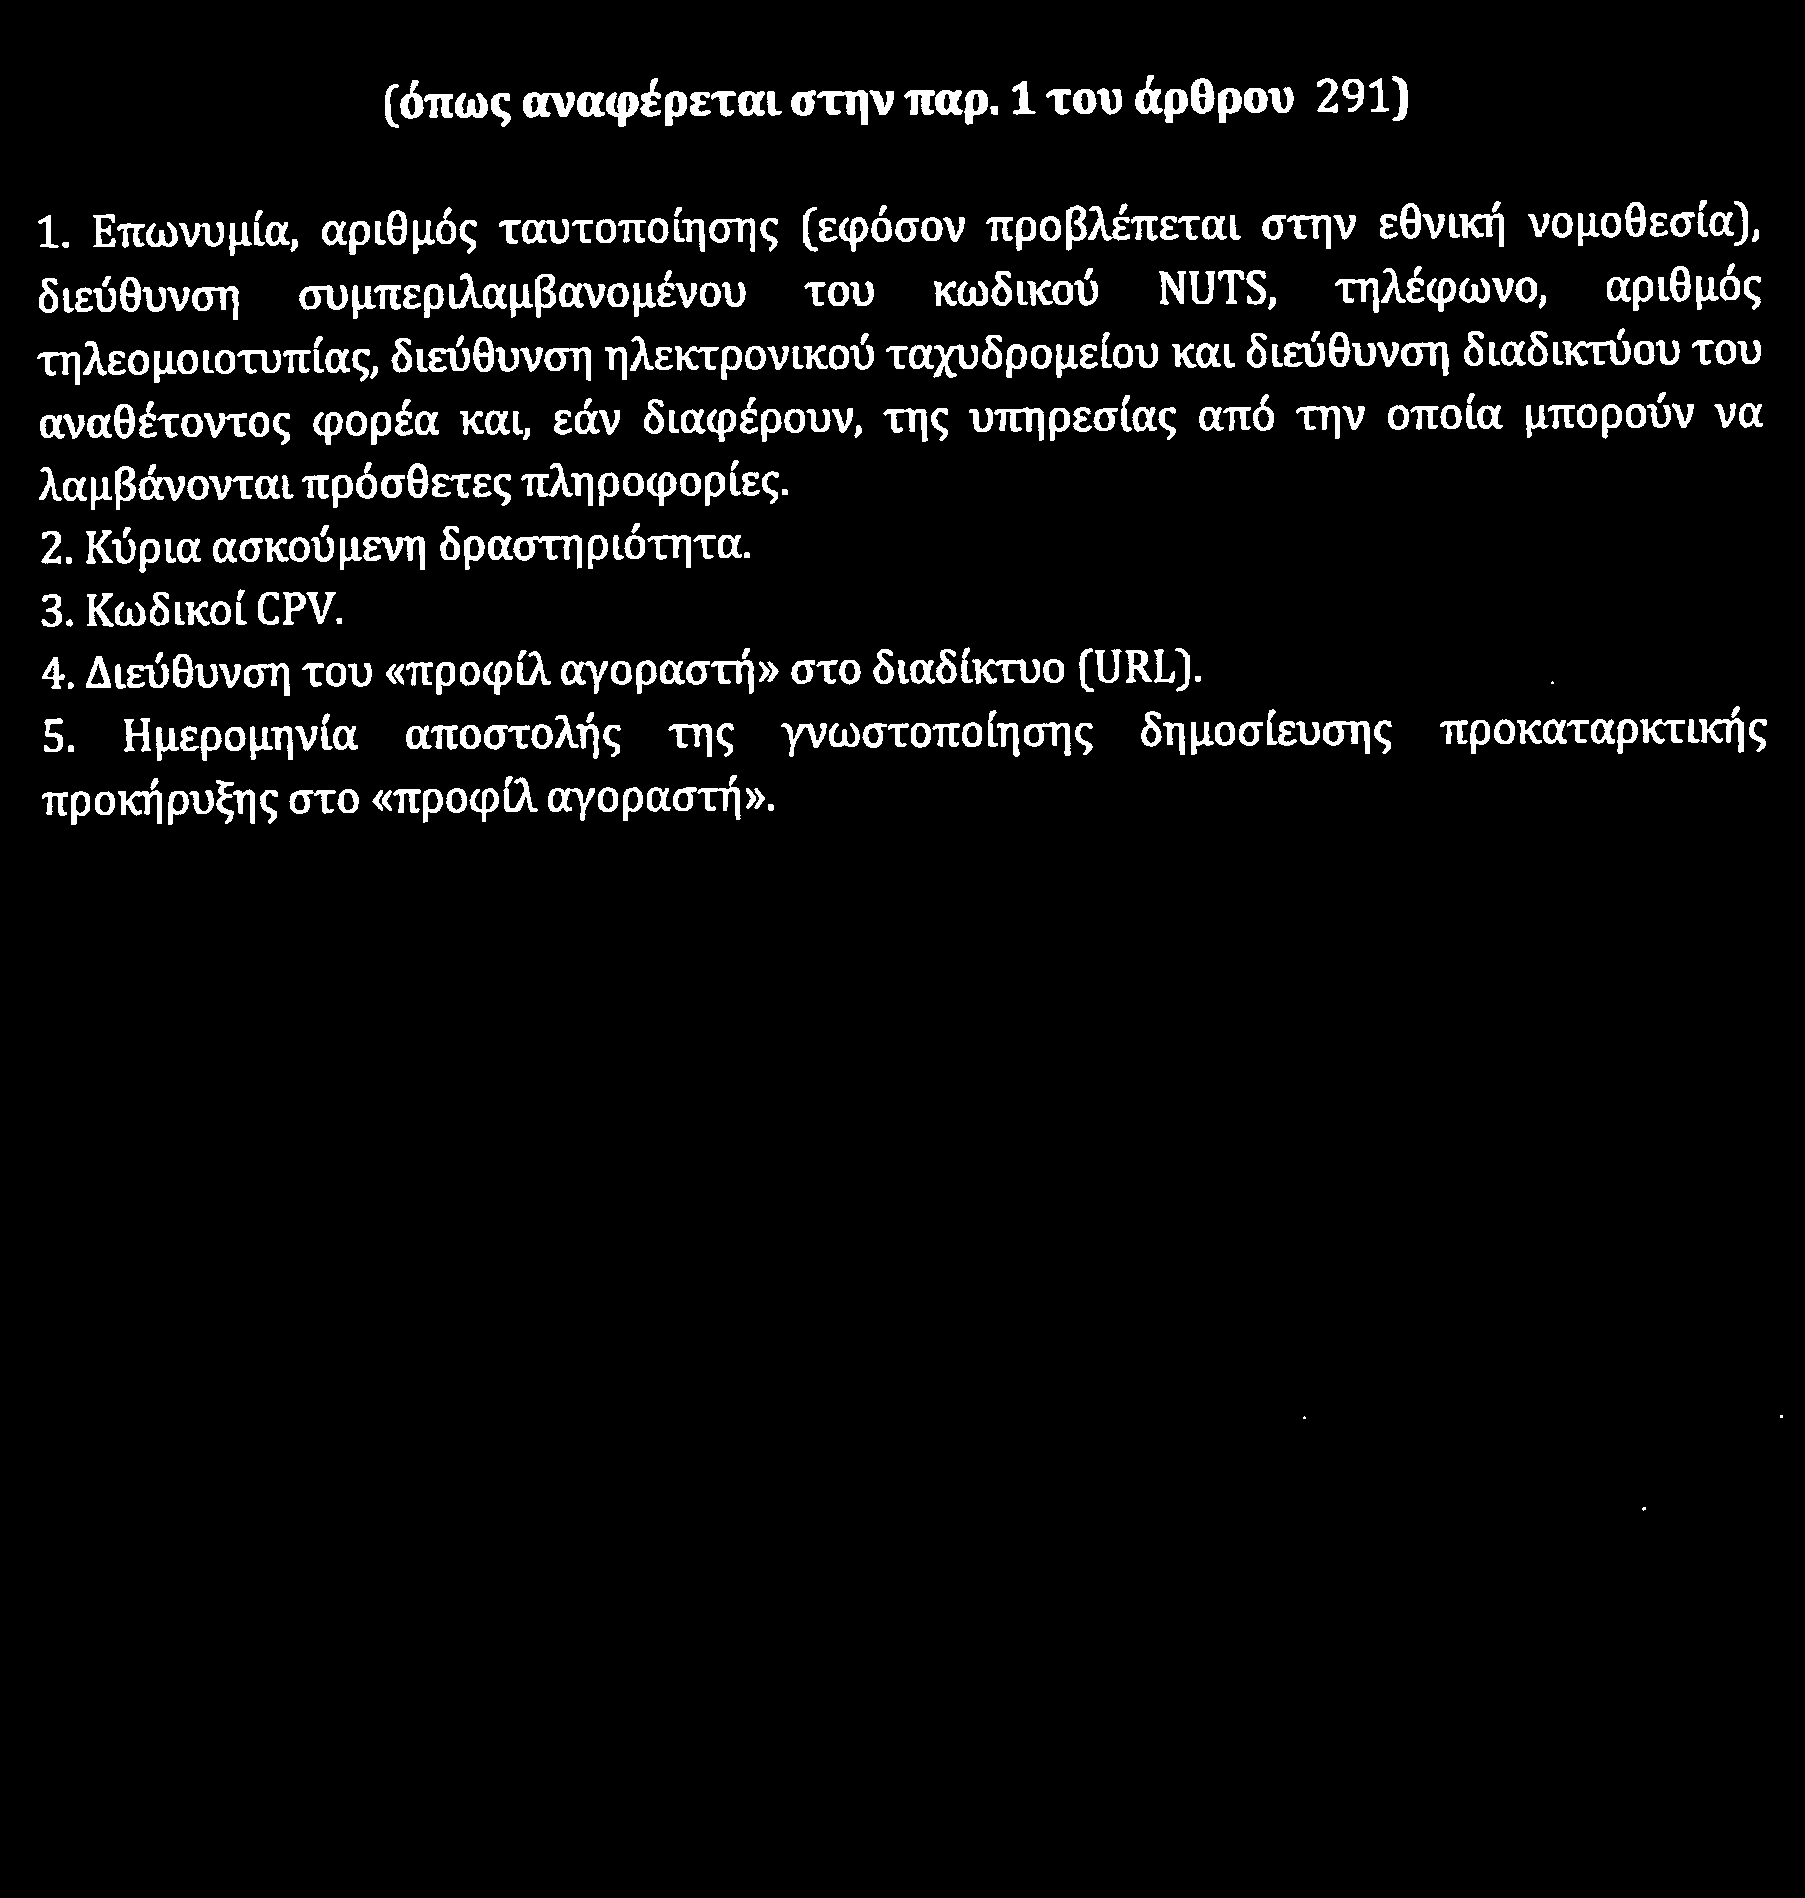 (όπως αναφέρεται στην παρ. 1 του άρθρου 291)
1. Επωνυμία, αριθμός ταυτοποίησης (εφόσον προβλέπεται στην εθνική νομοθεσία),
διεύθυνση συμπεριλαμβανομένου του κωδικού NUTS, τηλέφωνο, αριθμός
τηλεομοιοτυπίας, διεύθυνση ηλεκτρονικού ταχυδρομείου και διεύθυνση διαδικτύου του
αναθέτοντος φορέα και, εάν διαφέρουν, της υπηρεσίας από την οποία μπορούν να
λαμβάνονται πρόσθετες πληροφορίες.
2. Κύρια ασκούμενη δραστηριότητα.
3. Κωδικοί CPV.
4. Διεύθυνση του «προφίλ αγοραστή» στο διαδίκτυο (URL).
5. Ημερομηνία αποστολής της γνωστοποίησης δημοσίευσης προκαταρκτικής
προκήρυξης στο «προφίλ αγοραστή».